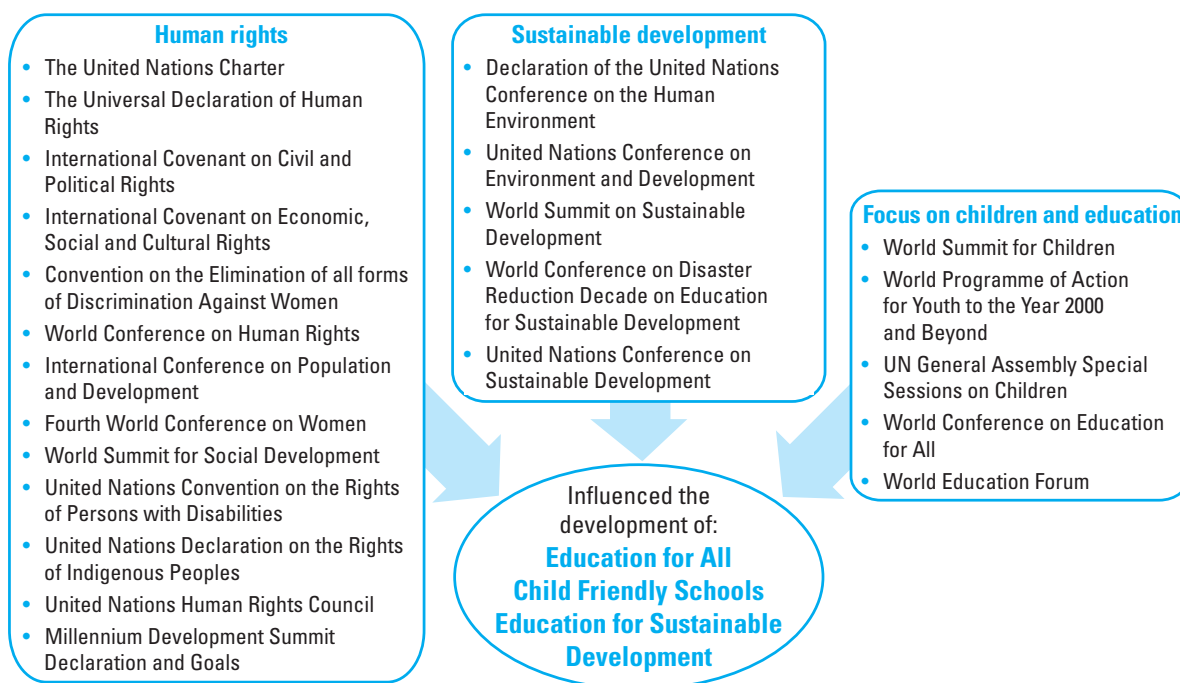 Human rights
• The United Nations Charter
• The Universal Declaration of Human
Rights
• International Covenant on Civil and
Political Rights
• International Covenant on Economic,
Social and Cultural Rights
• Convention on the Elimination of all forms
of Discrimination Against Women
• World Conference on Human Rights
• International Conference on Population
and Development
• Fourth World Conference on Women
• World Summit for Social Development
• United Nations Convention on the Rights
of Persons with Disabilities
• United Nations Declaration on the Rights
of Indigenous Peoples
• United Nations Human Rights Council
• Millennium Development Summit
Declaration and Goals
Sustainable development
• Declaration of the United Nations
Conference on the Human
Environment
• United Nations Conference on
Environment and Development
• World Summit on Sustainable
Development
• World Conference on Disaster
Reduction Decade on Education
for Sustainable Development
• United Nations Conference on
Sustainable Development
Focus on children and education
• World Summit for Children
• World Programme of Action
for Youth to the Year 2000
and Beyond
• UN General Assembly Special
Sessions on Children
• World Conference on Education
for All
• World Education Forum
Influenced the
development of:
Education for All
Child Friendly Schools
Education for Sustainable
Development